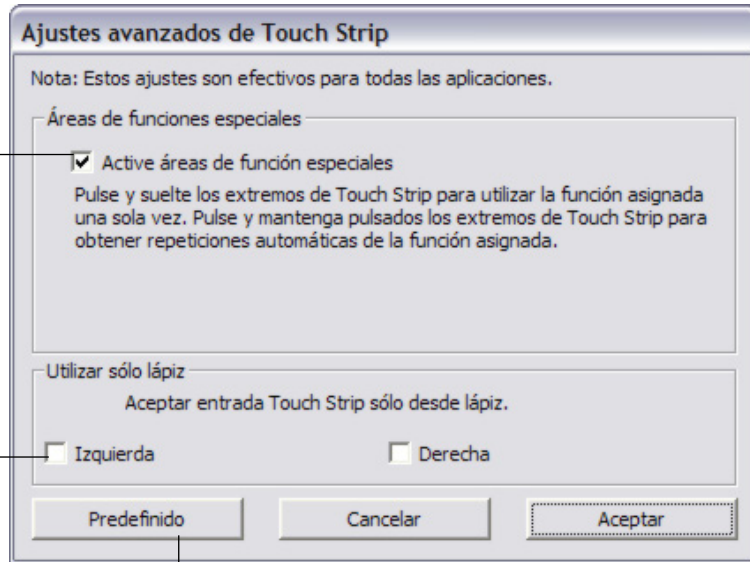 Ajustes avanzados de Touch Strip
Nota: Estos ajustes son efectivos para todas las aplicaciones.
Áreas de funciones especiales
Active áreas de función especiales
Pulse y suelte los extremos de Touch Strip para utilizar la función asignada
una sola vez. Pulse y mantenga pulsados los extremos de Touch Strip para
obtener repeticiones automáticas de la función asignada.
Utilizar sólo lápiz
Aceptar entrada Touch Strip sólo desde lápiz.
Izquierda Derecha
Predefinido Cancelar Aceptar